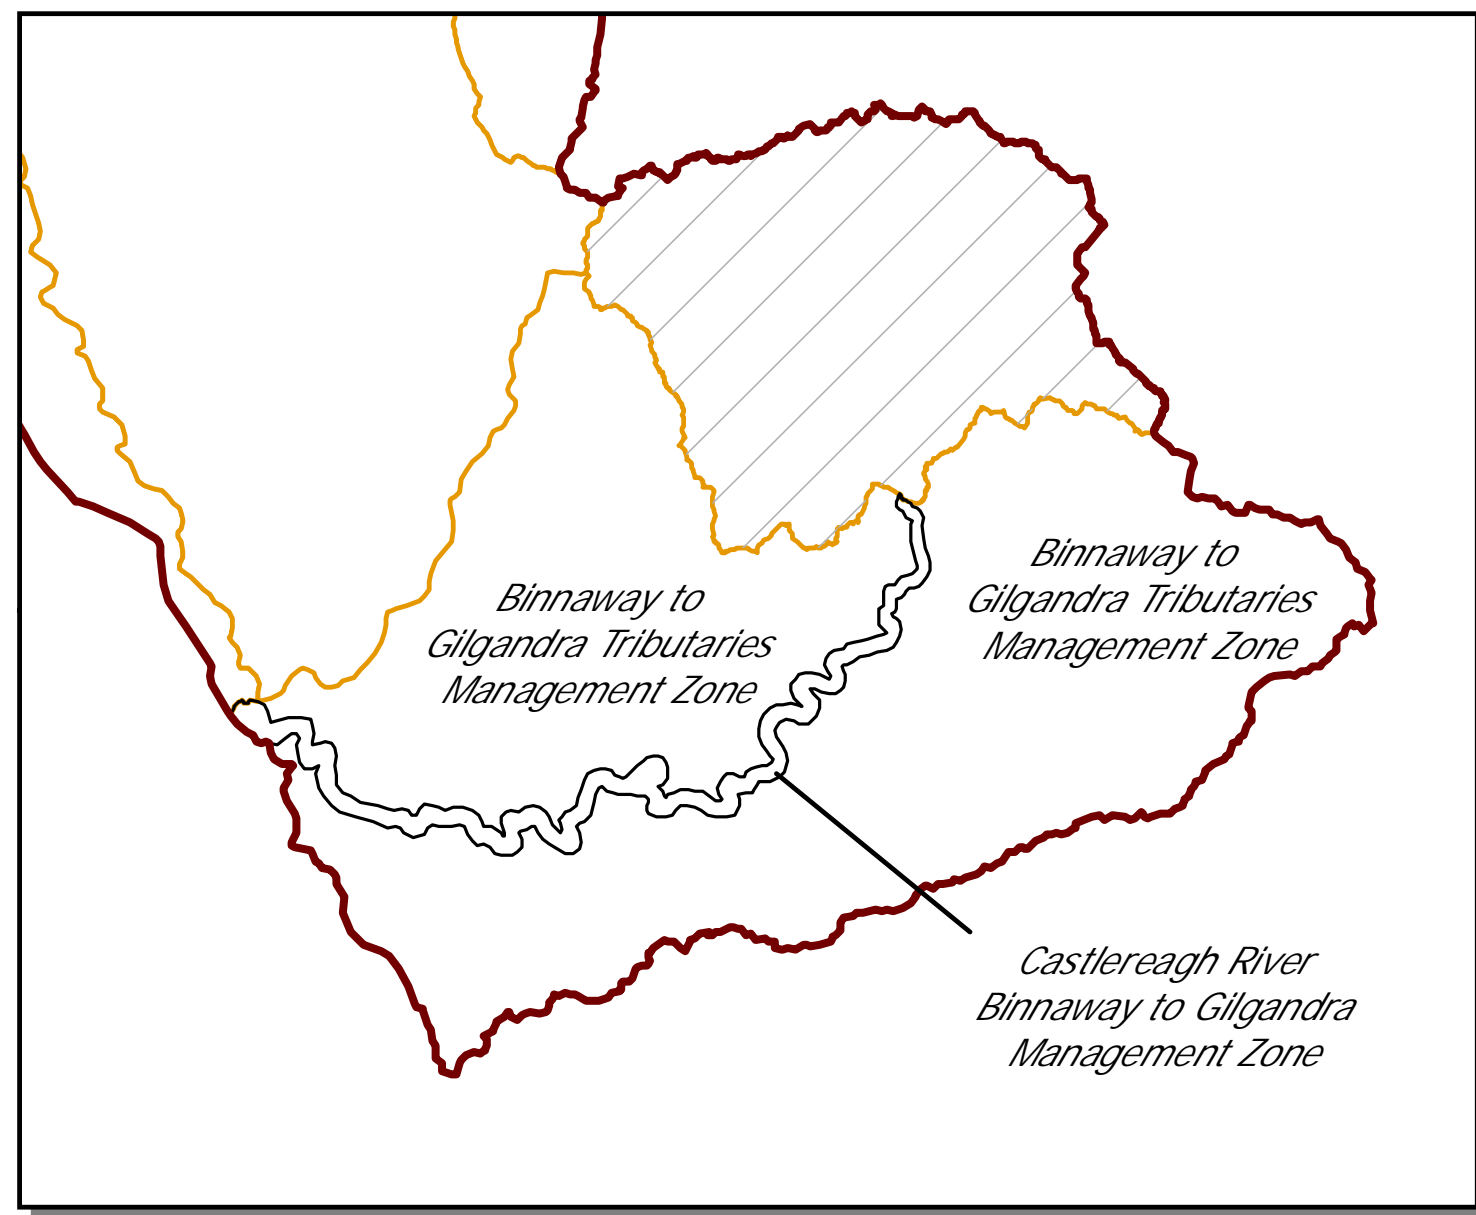 Binnaway to
Gilgandra Tributaries
Management Zone
Binnaway to
Gilgandra Tributaries
Management Zone
Castlereagh River
Binnaway to Gilgandra
Management Zone